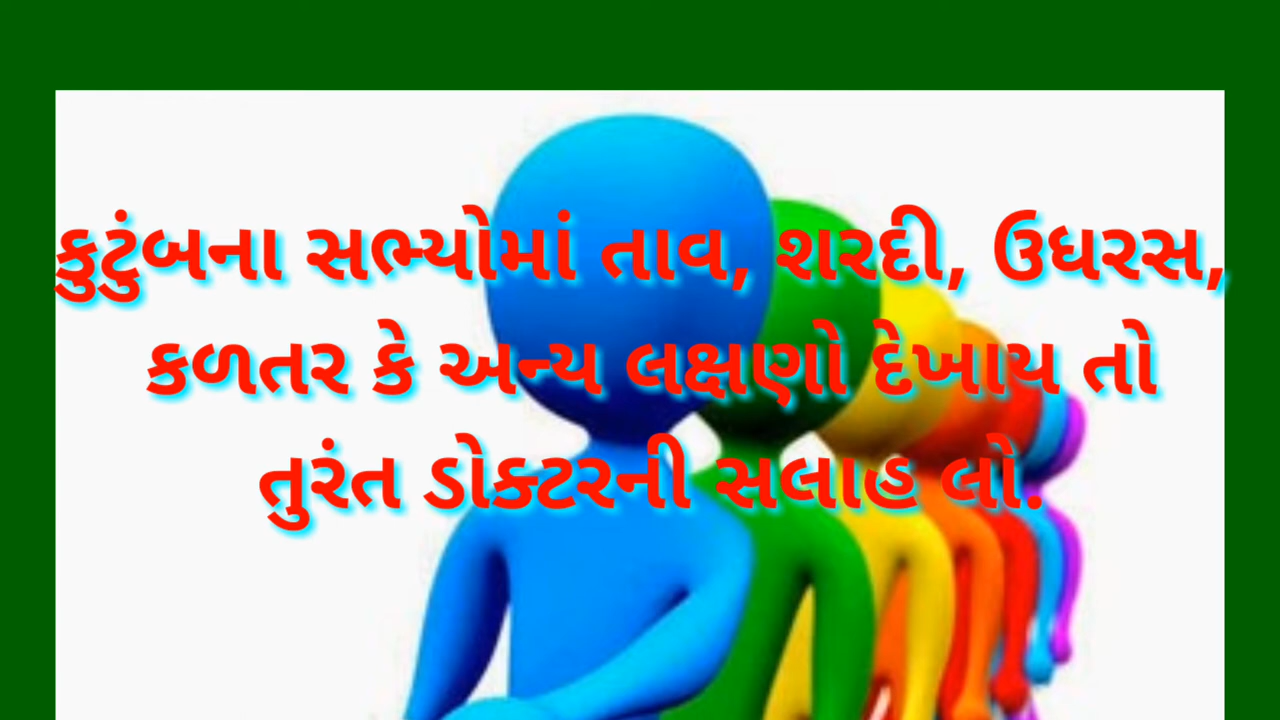 કુટુંબના સભ્યોમાં તાવ, શરદી, ઉધરસ,
કળતર કે અન્ય લક્ષણો દેખાય તો
તુરંત ડોક્ટરની સલાહ લો.